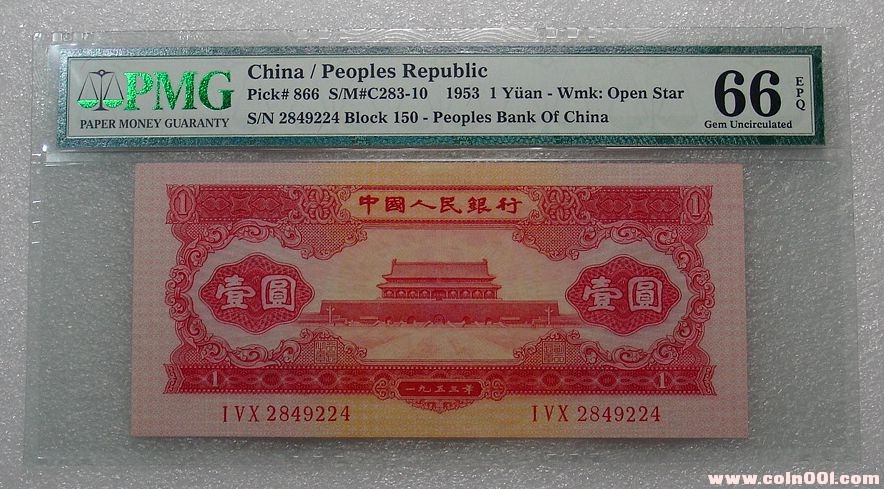 PMG
PAPER MONEY GUARANTY
China / Peoples Republic
Pick# 866 S/M#C283-10 1953 1 Yüan - Wmk: Open Star
S/N 2849224 Block 150 - Peoples Bank Of China
66 EPQ
Gem Uncirculated
1 中國人民銀行 1
壹圓 壹圓
1 一九五三年 1
I V X 2849224 I V X 2849224
www.coln001.com